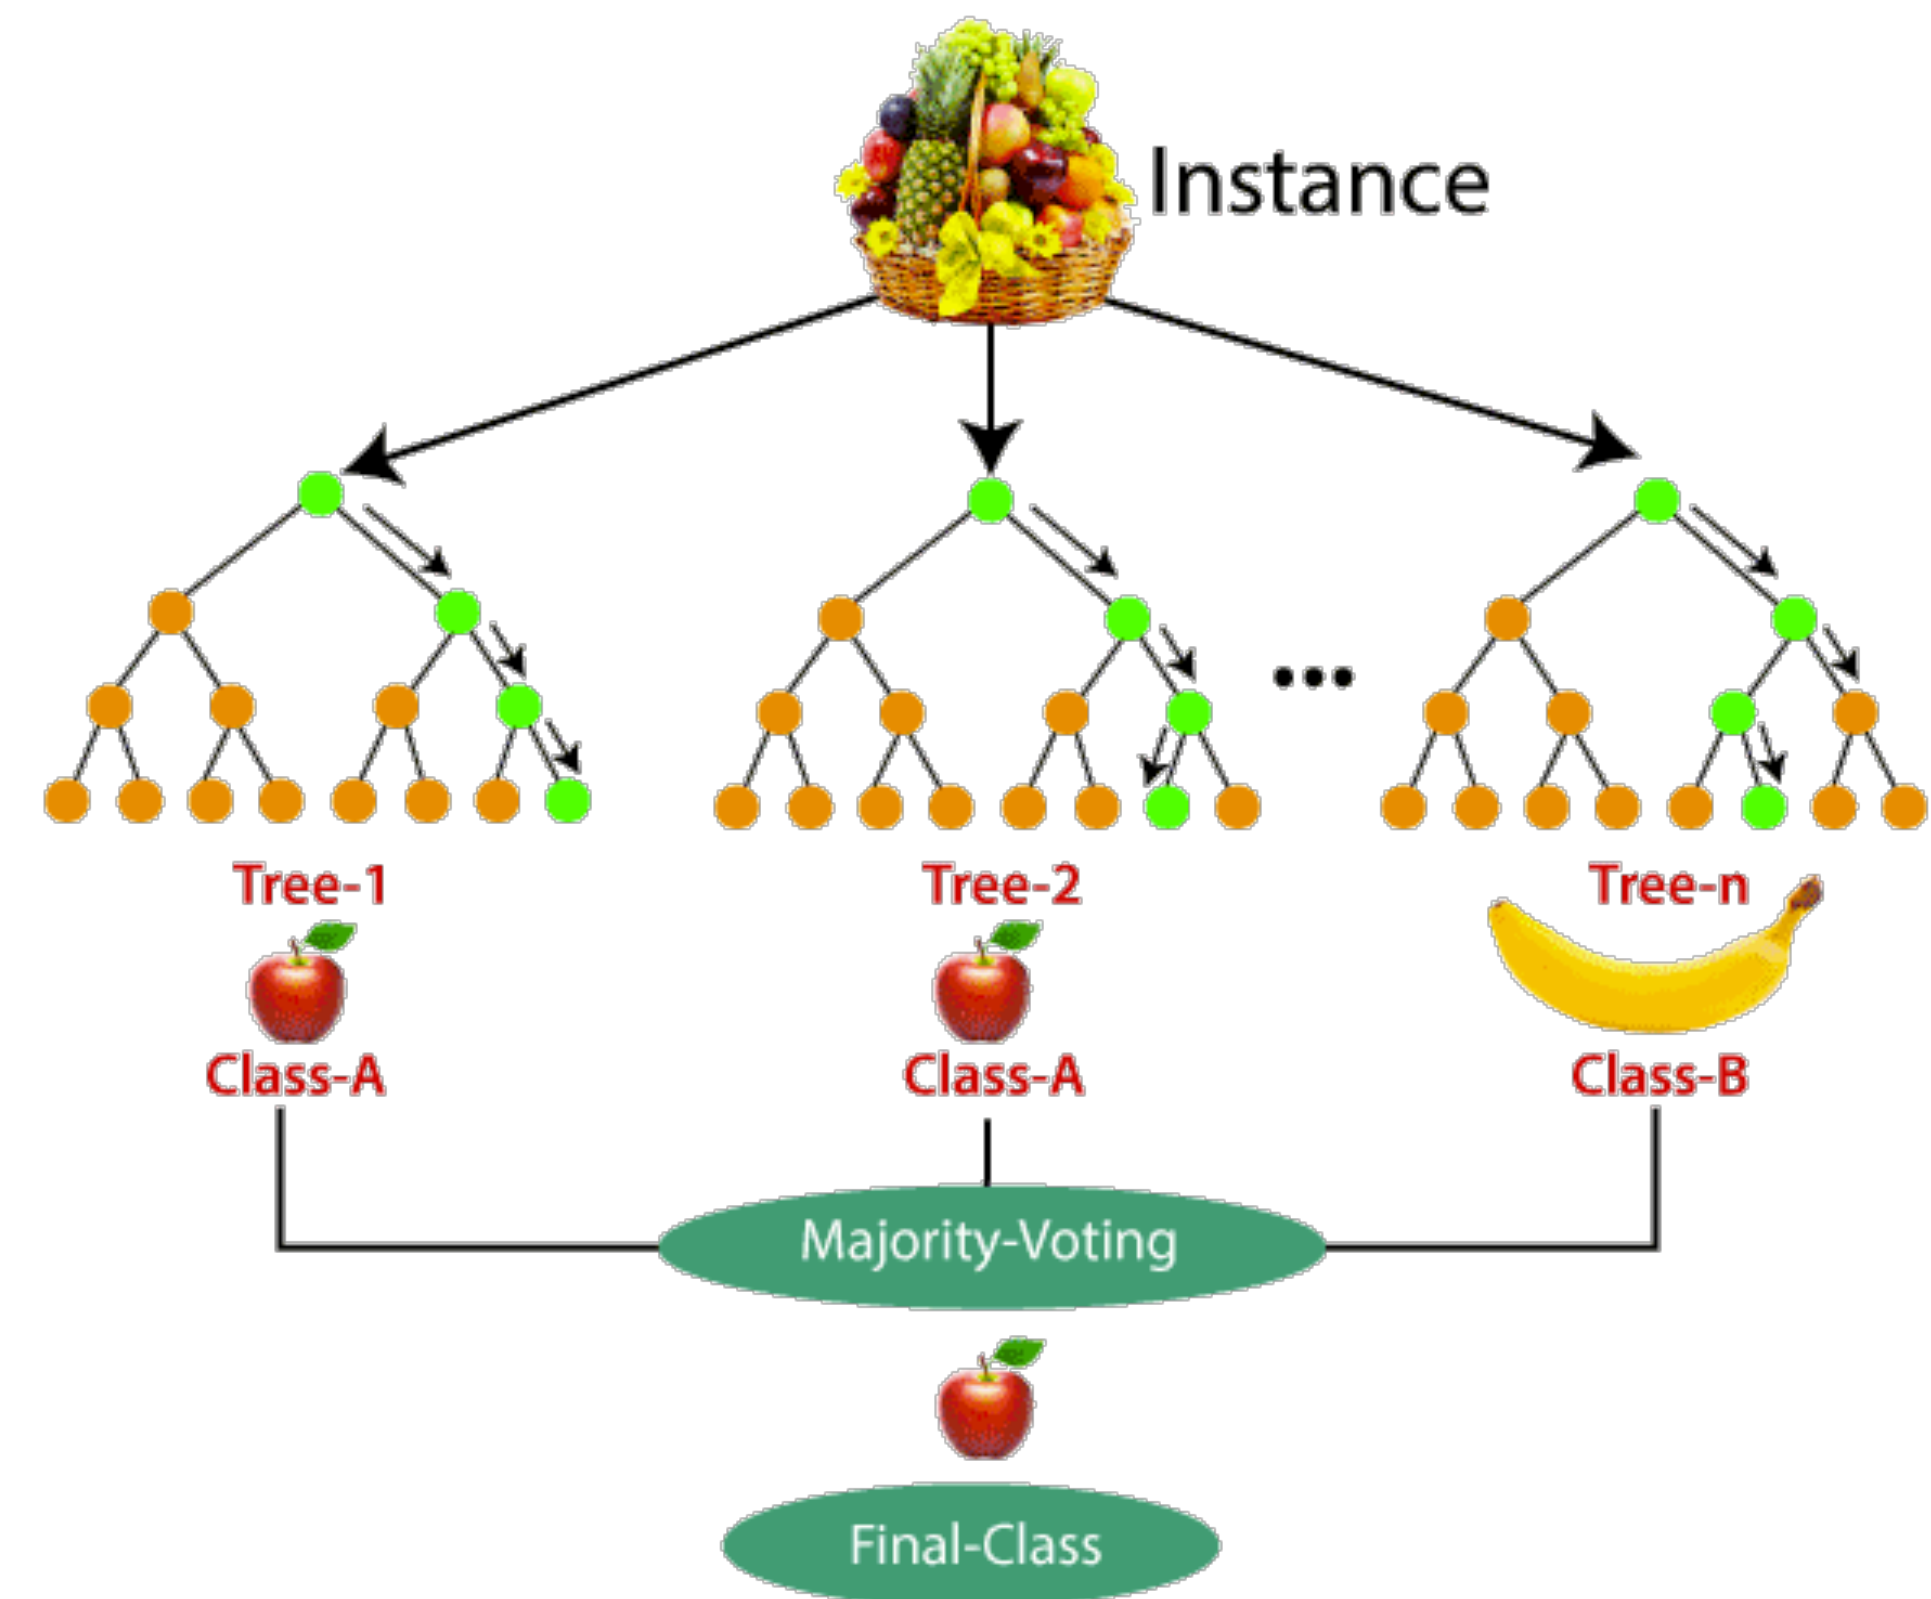 Instance
...
Tree-1
Tree-2
Tree-n
Class-A
Class-A
Class-B
Majority-Voting
Final-Class